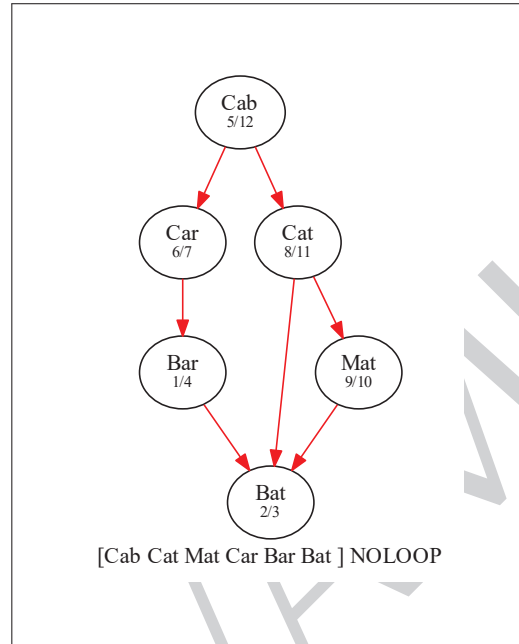 Cab
5/12
Car
6/7
Cat
8/11
Bar
1/4
Mat
9/10
Bat
2/3
[Cab Cat Mat Car Bar Bat ] NOLOOP